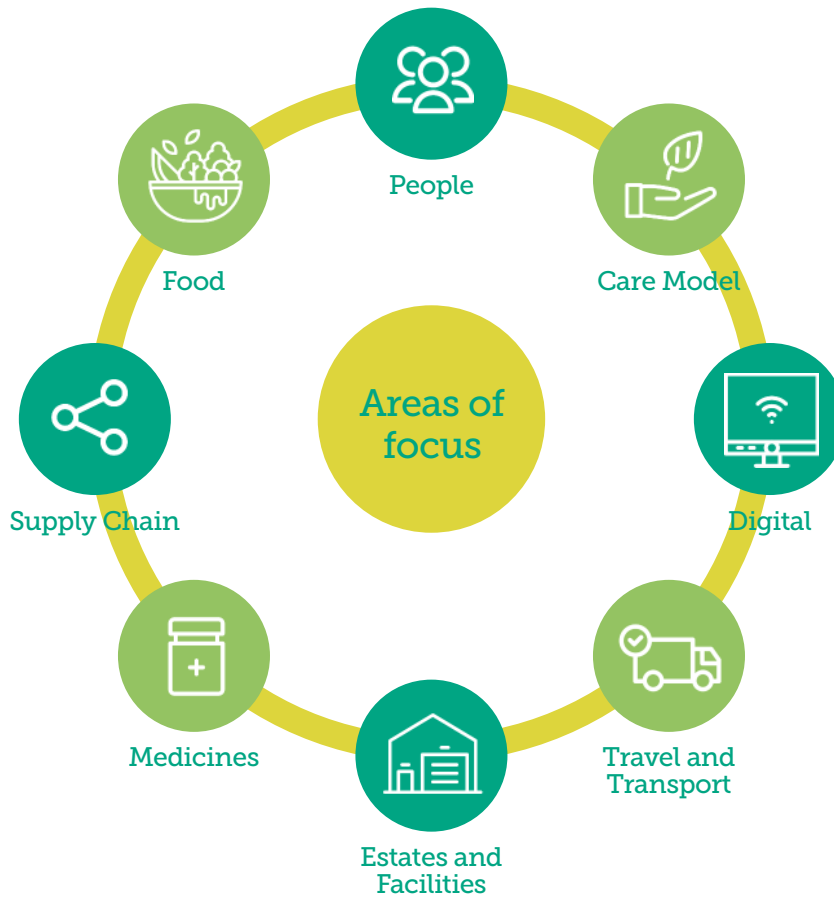 People
Food
Care Model
Areas of
focus
Supply Chain
Digital
Medicines
Travel and
Transport
Estates and
Facilities